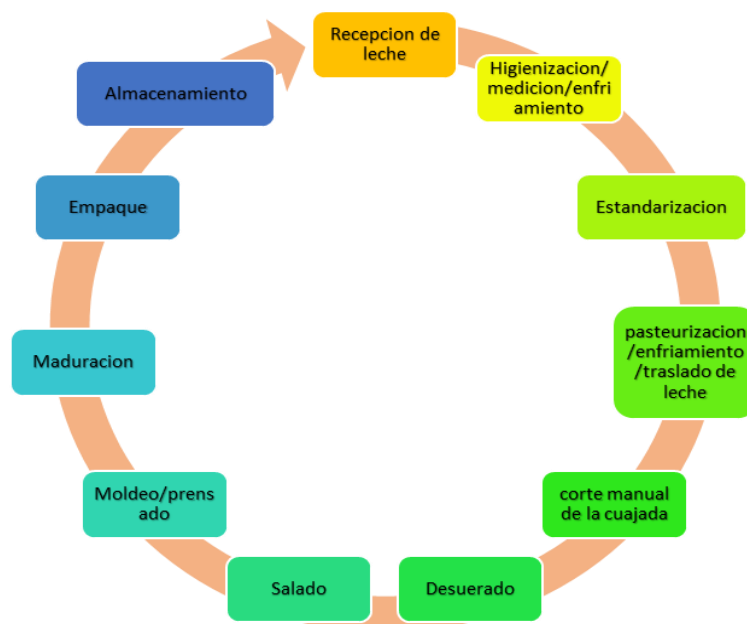 Recepcion de
leche
Higienizacion/
medicion/enfri
amiento
Estandarizacion
pasteurizacion
/enfriamiento
/traslado de
leche
corte manual
de la cuajada
Desuerado
Salado
Moldeo/prens
ado
Maduracion
Empaque
Almacenamiento